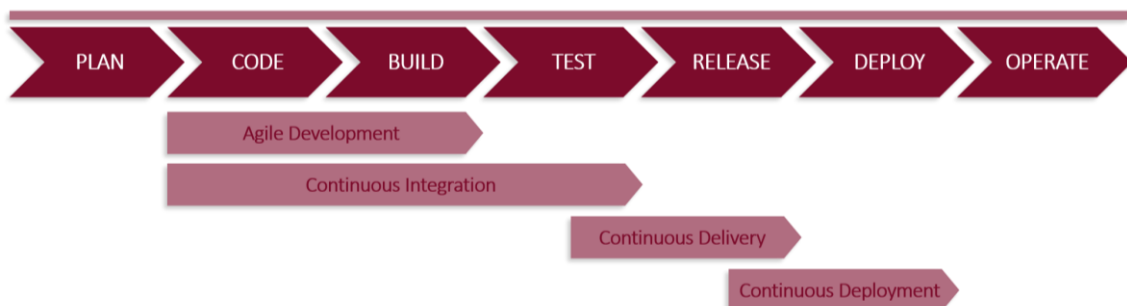 PLAN CODE BUILD TEST RELEASE DEPLOY OPERATE
Agile Development
Continuous Integration
Continuous Delivery
Continuous Deployment